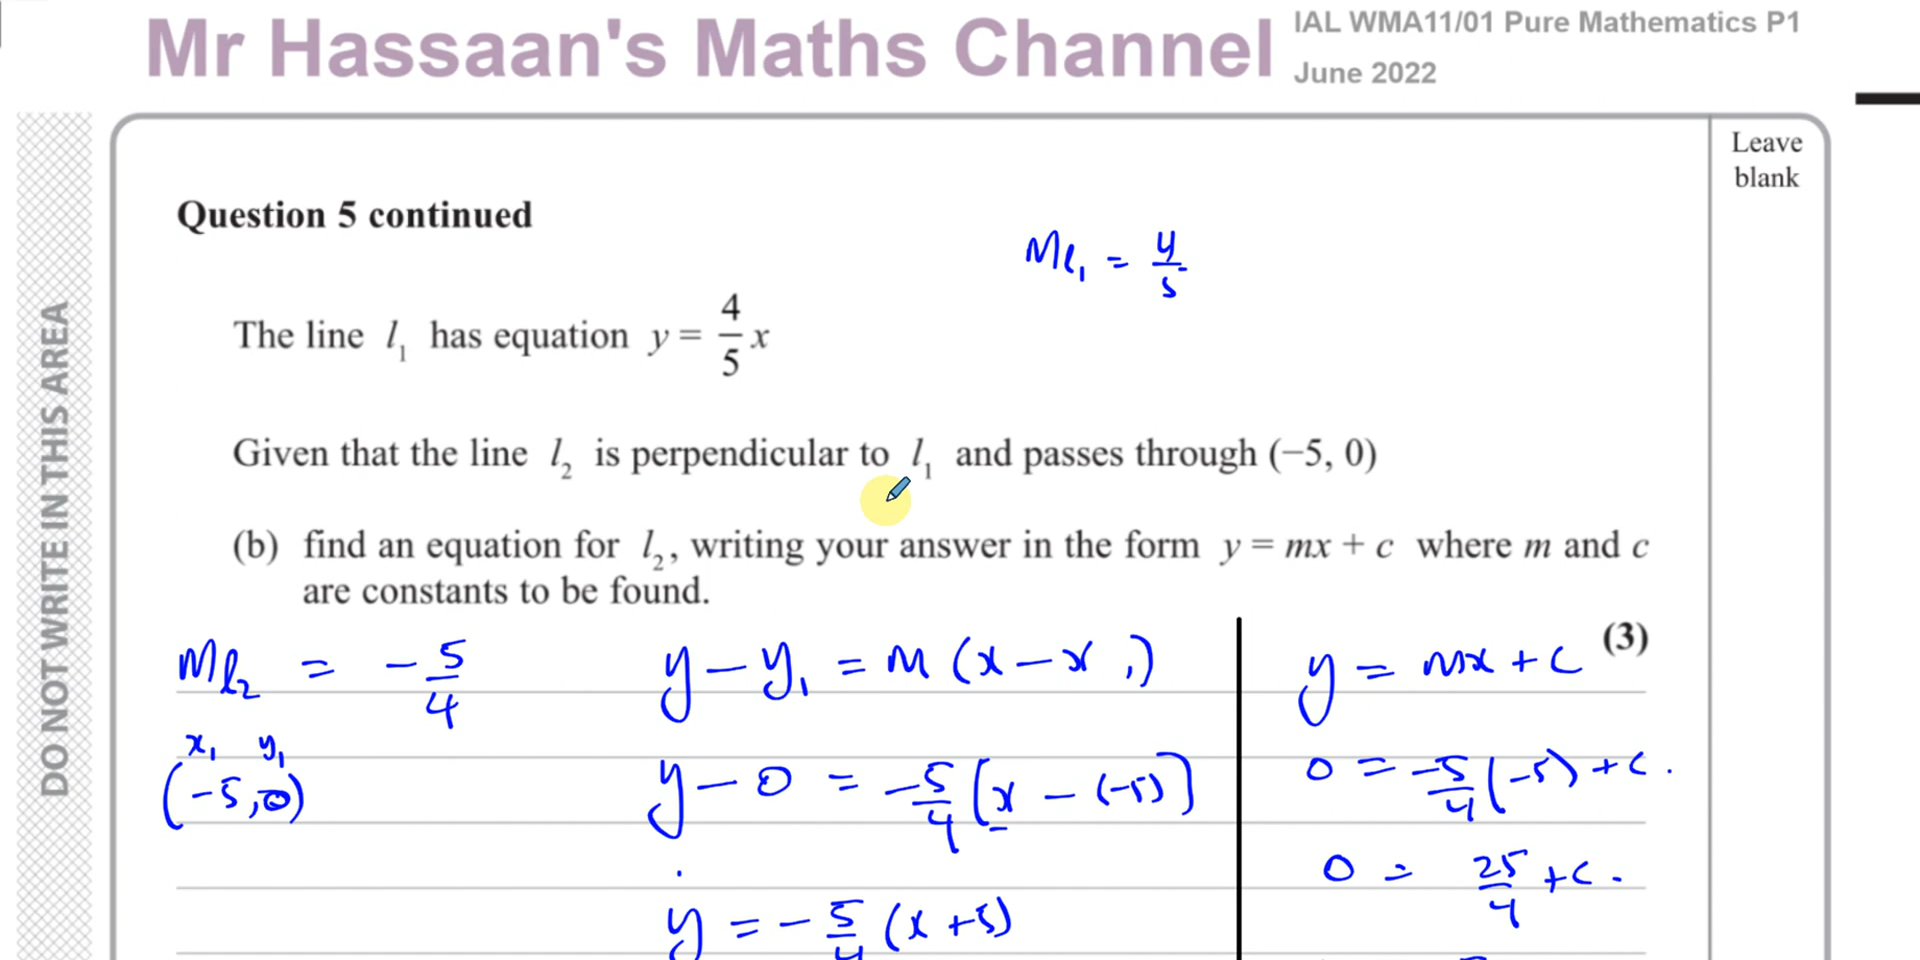 Mr Hassaan's Maths Channel
IAL WMA11/01 Pure Mathematics P1
June 2022
Leave
blank
DO NOT WRITE IN THIS AREA
Question 5 continued
Ml₁ = 4/5
The line l₁ has equation y = 4/5 x
Given that the line l₂ is perpendicular to l₁ and passes through (−5, 0)
(b) find an equation for l₂, writing your answer in the form y = mx + c where m and c
are constants to be found.
(3)
Ml₂ = −5/4
x₁ y₁
(−5,0)
y − y₁ = M(x − x₁)
y − 0 = −5/4[x − (−5)]
y = −5/4(x+5)
y = mx + c
0 = −5/4(−5) + c.
0 = 25/4 + c.